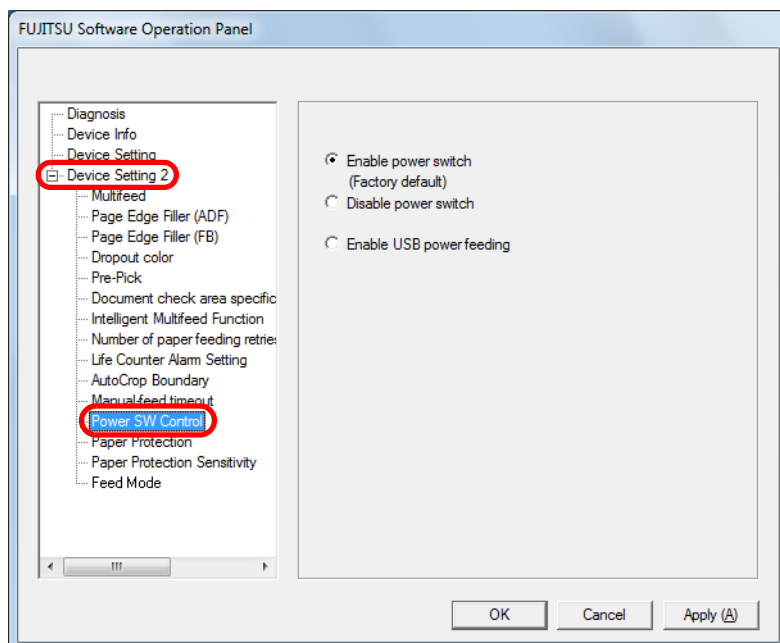 FUJITSU Software Operation Panel
Diagnosis
Device Info
Device Setting
Device Setting 2
Multifeed
Page Edge Filler (ADF)
Page Edge Filler (FB)
Dropout color
Pre-Pick
Document check area specific
Intelligent Multifeed Function
Number of paper feeding retries
Life Counter Alarm Setting
AutoCrop Boundary
Manual-feed timeout
Power SW Control
Paper Protection
Paper Protection Sensitivity
Feed Mode
Enable power switch
(Factory default)
Disable power switch
Enable USB power feeding
OK
Cancel
Apply (A)